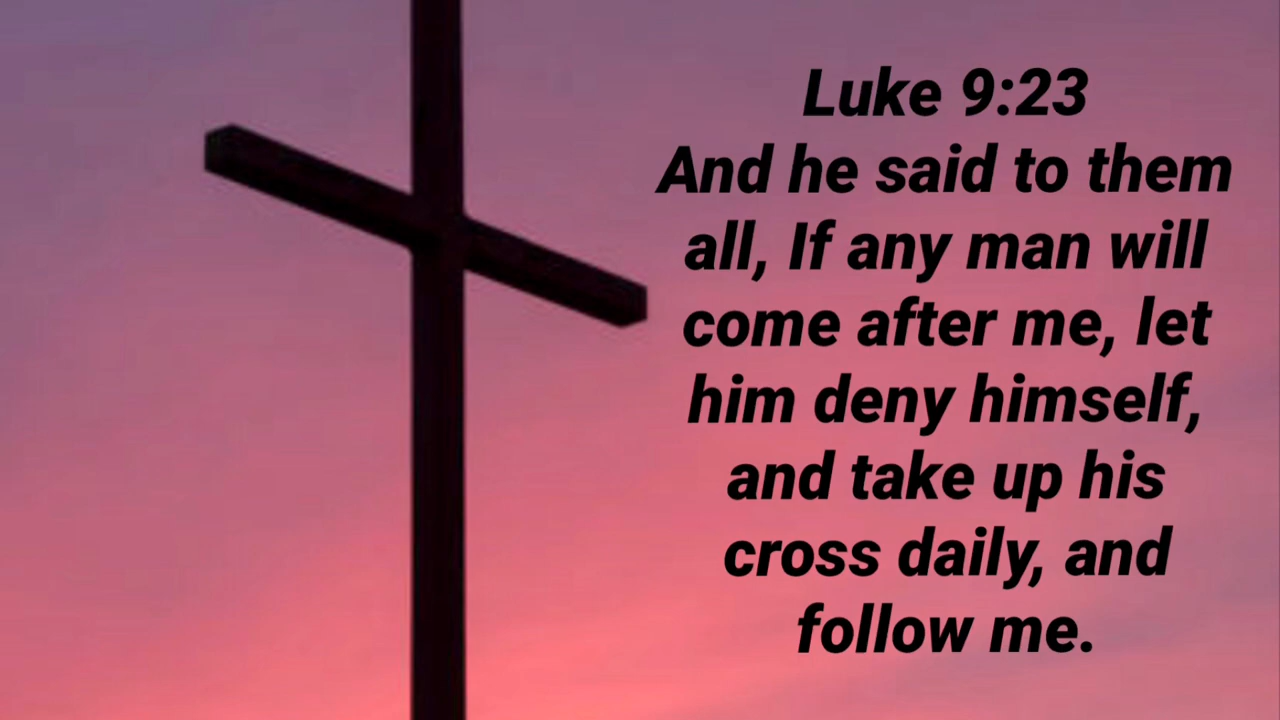 Luke 9:23
And he said to them
all, If any man will
come after me, let
him deny himself,
and take up his
cross daily, and
follow me.